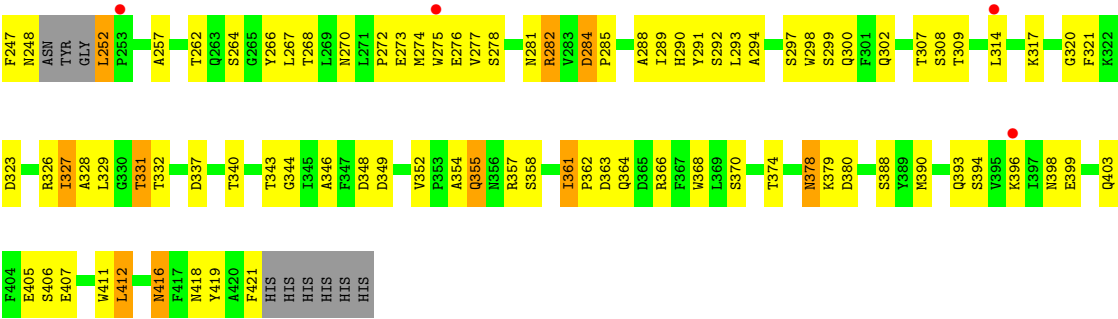 F247 N248 ASN TYR GLY L252 P253 A257 T262 Q263 S264 G265 Y266 L267 T268 L269 N270 L271 P272 E273 M274 W275 E276 V277 S278 N281 R282 V283 D284 P285 A288 I289 H290 Y291 S292 L293 A294 S297 W298 S299 Q300 F301 Q302 T307 S308 T309 L314 K317 G320 F321 K322
D323 R326 I327 A328 L329 G330 T331 T332 D337 T340 T343 G344 I345 A346 F347 D348 D349 V352 P353 A354 Q355 N356 R357 S358 I361 P362 D363 Q364 D365 R366 F367 W368 L369 S370 T374 N378 K379 D380 S388 Y389 M390 Q393 S394 V395 K396 I397 N398 E399 Q403
F404 E405 S406 E407 W411 L412 N416 F417 N418 Y419 A420 F421 HIS HIS HIS HIS HIS HIS